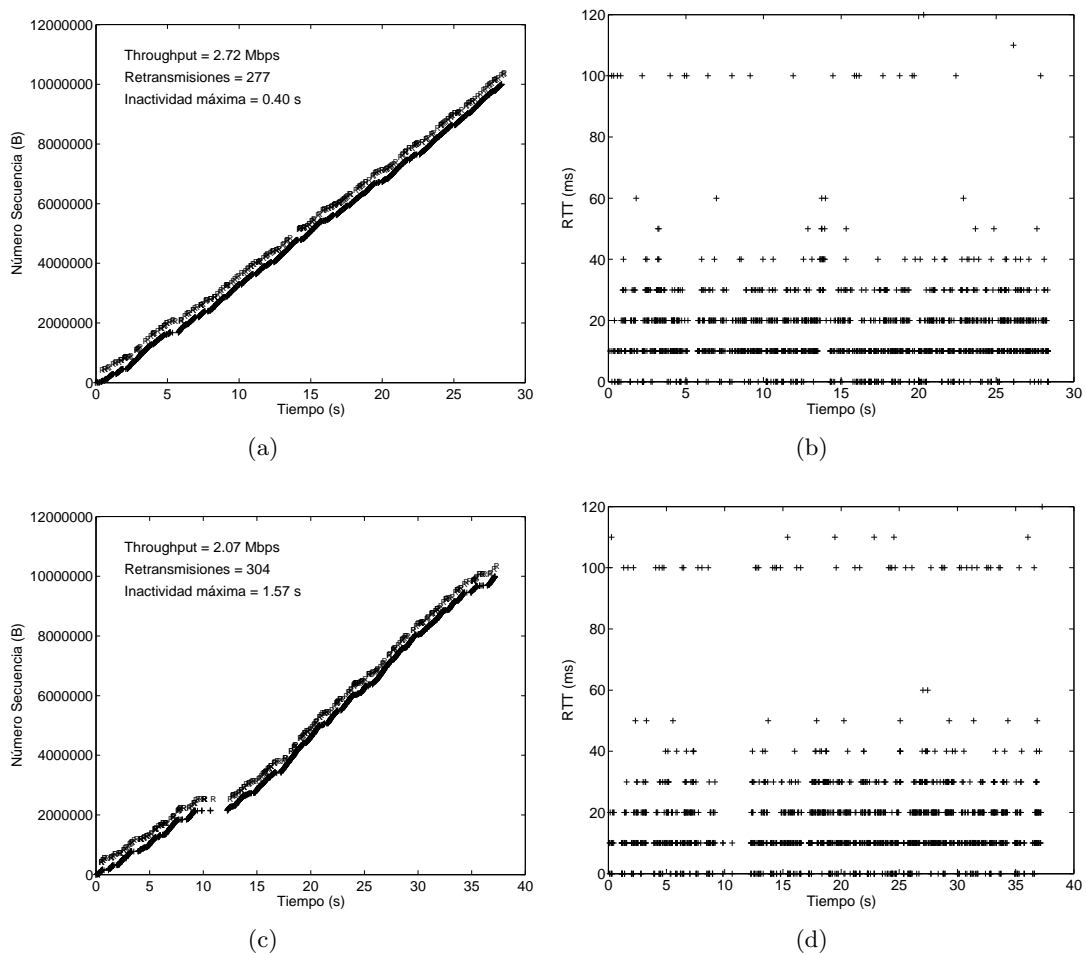 12000000
10000000
8000000
6000000
4000000
2000000
0
Número Secuencia (B)
Throughput = 2.72 Mbps
Retransmisiones = 277
Inactividad máxima = 0.40 s
0 5 10 15 20 25 30
Tiempo (s)
(a)
120
100
80
60
40
20
0
RTT (ms)
0 5 10 15 20 25 30
Tiempo (s)
(b)
12000000
10000000
8000000
6000000
4000000
2000000
0
Número Secuencia (B)
Throughput = 2.07 Mbps
Retransmisiones = 304
Inactividad máxima = 1.57 s
0 5 10 15 20 25 30 35 40
Tiempo (s)
(c)
120
100
80
60
40
20
0
RTT (ms)
0 5 10 15 20 25 30 35 40
Tiempo (s)
(d)